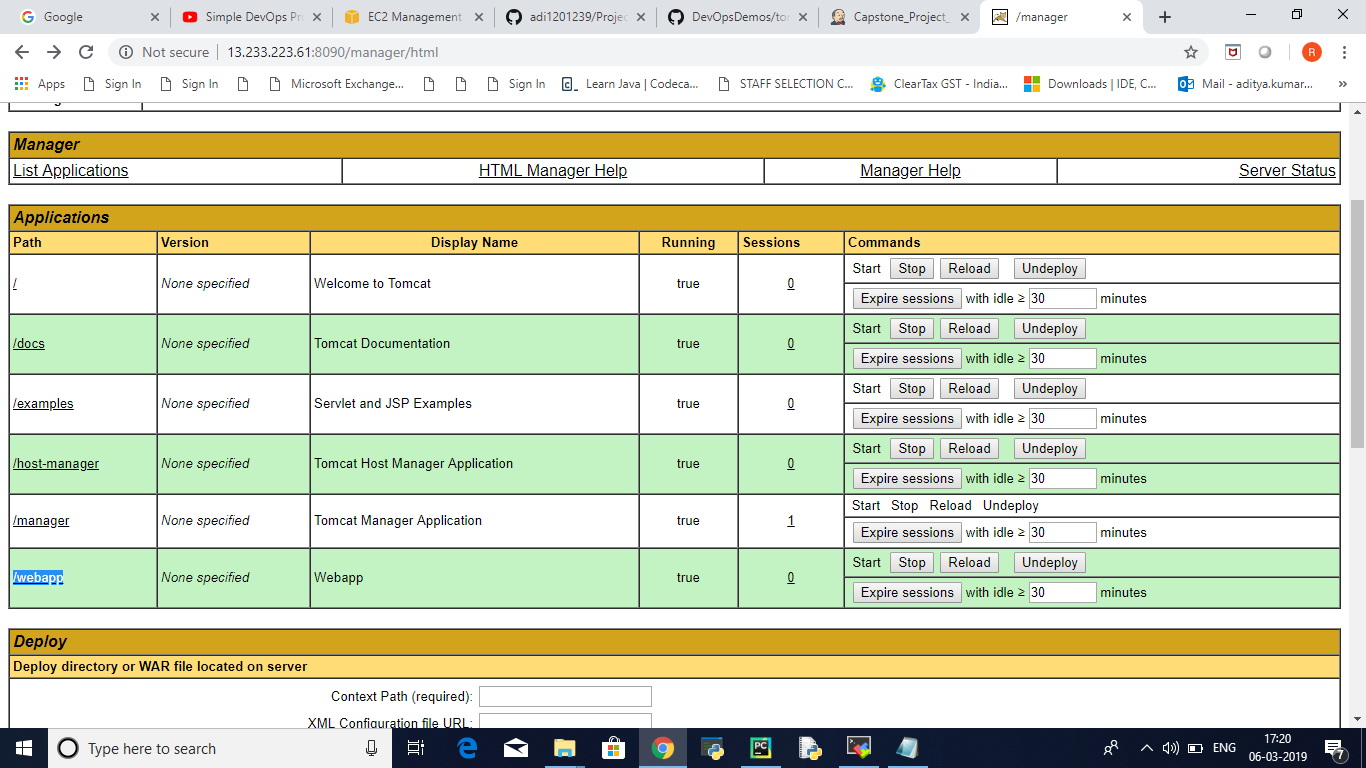 Google
Simple DevOps Pr
EC2 Management
adi1201239/Projec
DevOpsDemos/tor
Capstone_Project_
/manager
Not secure 13.233.223.61:8090/manager/html
R
Apps Sign In Sign In Microsoft Exchange... Sign In Learn Java | Codeca... STAFF SELECTION C... ClearTax GST - India... Downloads | IDE, C... Mail - aditya.kumar... »
Manager
List Applications HTML Manager Help Manager Help Server Status
Applications
Path Version Display Name Running Sessions Commands
/ None specified Welcome to Tomcat true 0 Start Stop Reload Undeploy
Expire sessions with idle ≥ 30 minutes
/docs None specified Tomcat Documentation true 0 Start Stop Reload Undeploy
Expire sessions with idle ≥ 30 minutes
/examples None specified Servlet and JSP Examples true 0 Start Stop Reload Undeploy
Expire sessions with idle ≥ 30 minutes
/host-manager None specified Tomcat Host Manager Application true 0 Start Stop Reload Undeploy
Expire sessions with idle ≥ 30 minutes
/manager None specified Tomcat Manager Application true 1 Start Stop Reload Undeploy
Expire sessions with idle ≥ 30 minutes
/webapp None specified Webapp true 0 Start Stop Reload Undeploy
Expire sessions with idle ≥ 30 minutes
Deploy
Deploy directory or WAR file located on server
Context Path (required):
XML Configuration file URL:
Type here to search
ENG
17:20
06-03-2019
7